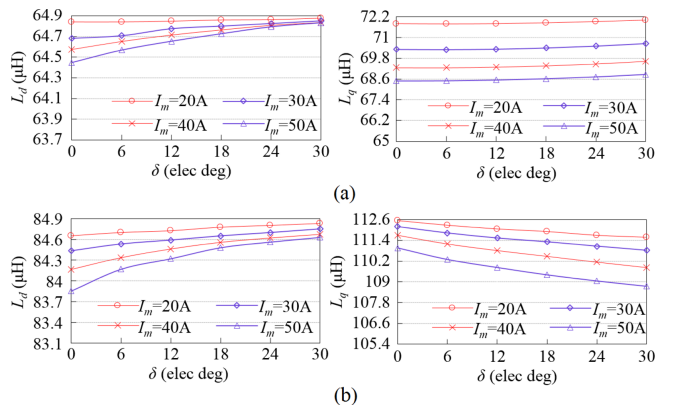 64.9
64.7
64.5
64.3
64.1
63.9
63.7
L_d (μH)
I_m=20A I_m=30A
I_m=40A I_m=50A
0 6 12 18 24 30
δ (elec deg)
72.2
71
69.8
68.6
67.4
66.2
65
L_q (μH)
I_m=20A I_m=30A
I_m=40A I_m=50A
0 6 12 18 24 30
δ (elec deg)
(a)
84.9
84.6
84.3
84
83.7
83.4
83.1
L_d (μH)
I_m=20A I_m=30A
I_m=40A I_m=50A
0 6 12 18 24 30
δ (elec deg)
112.6
111.4
110.2
109
107.8
106.6
105.4
L_q (μH)
I_m=20A I_m=30A
I_m=40A I_m=50A
0 6 12 18 24 30
δ (elec deg)
(b)